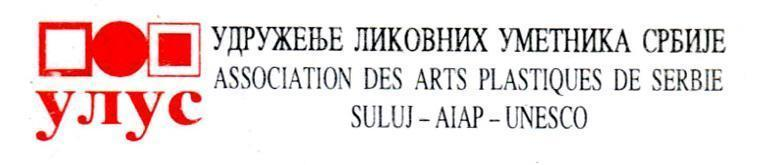 УДРУЖЕЊЕ ЛИКОВНИХ УМЕТНИКА СРБИЈЕ
ASSOCIATION DES ARTS PLASTIQUES DE SERBIE
SULUJ – AIAP – UNESCO
улус